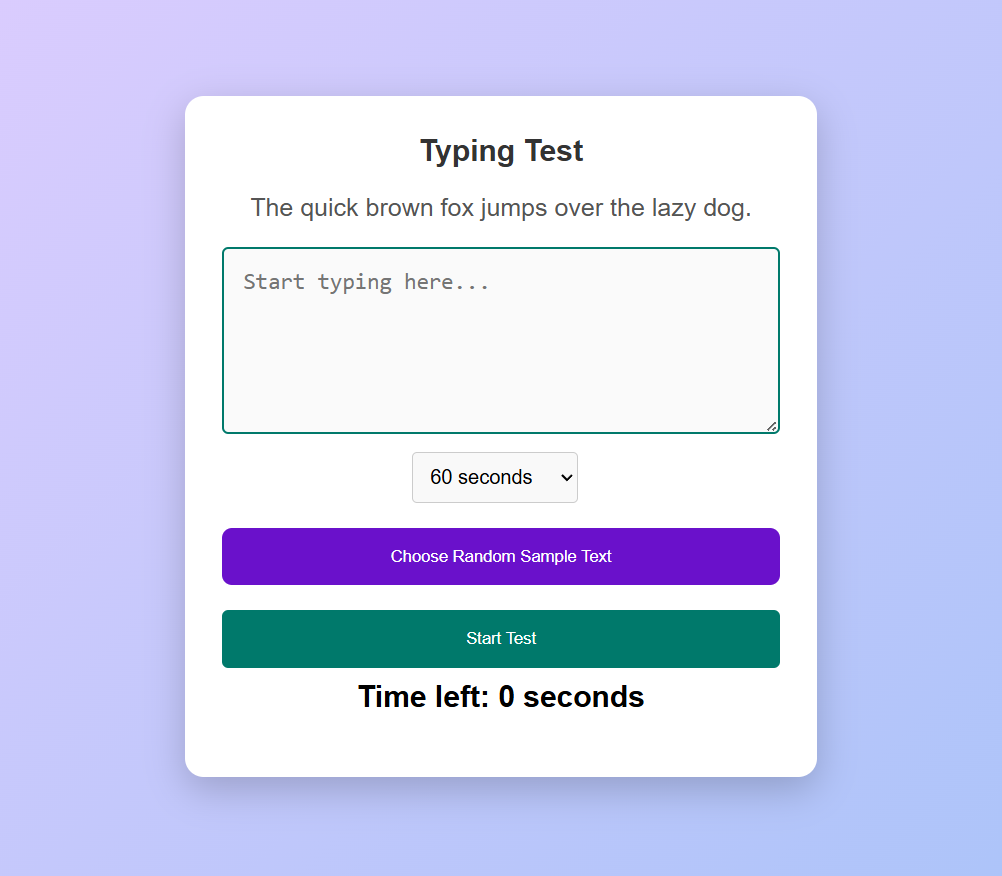 Typing Test
The quick brown fox jumps over the lazy dog.
Start typing here...
60 seconds
Choose Random Sample Text
Start Test
Time left: 0 seconds